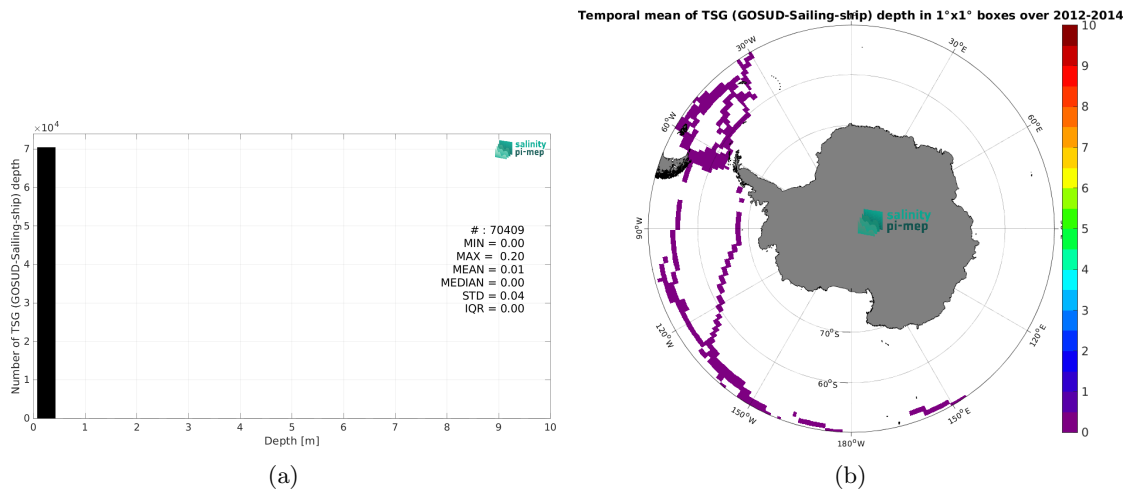 Temporal mean of TSG (GOSUD-Sailing-ship) depth in 1°x1° boxes over 2012-2014
×10⁴
Number of TSG (GOSUD-Sailing-ship) depth
7
6
5
4
3
2
1
0
0 1 2 3 4 5 6 7 8 9 10
Depth [m]
salinity
pi-mep
# : 70409
MIN = 0.00
MAX = 0.20
MEAN = 0.01
MEDIAN = 0.00
STD = 0.04
IQR = 0.00
(a)
30°W
30°E
60°W
60°E
90°W
120°W
120°E
150°W
150°E
180°W
70°S
60°S
salinity
pi-mep
10
9
8
7
6
5
4
3
2
1
0
(b)